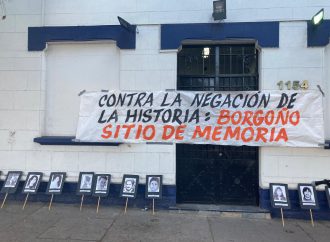 1154
CONTRA LA NEGACIÓN DE
LA HISTORIA: BORGOÑO
SITIO DE MEMORIA